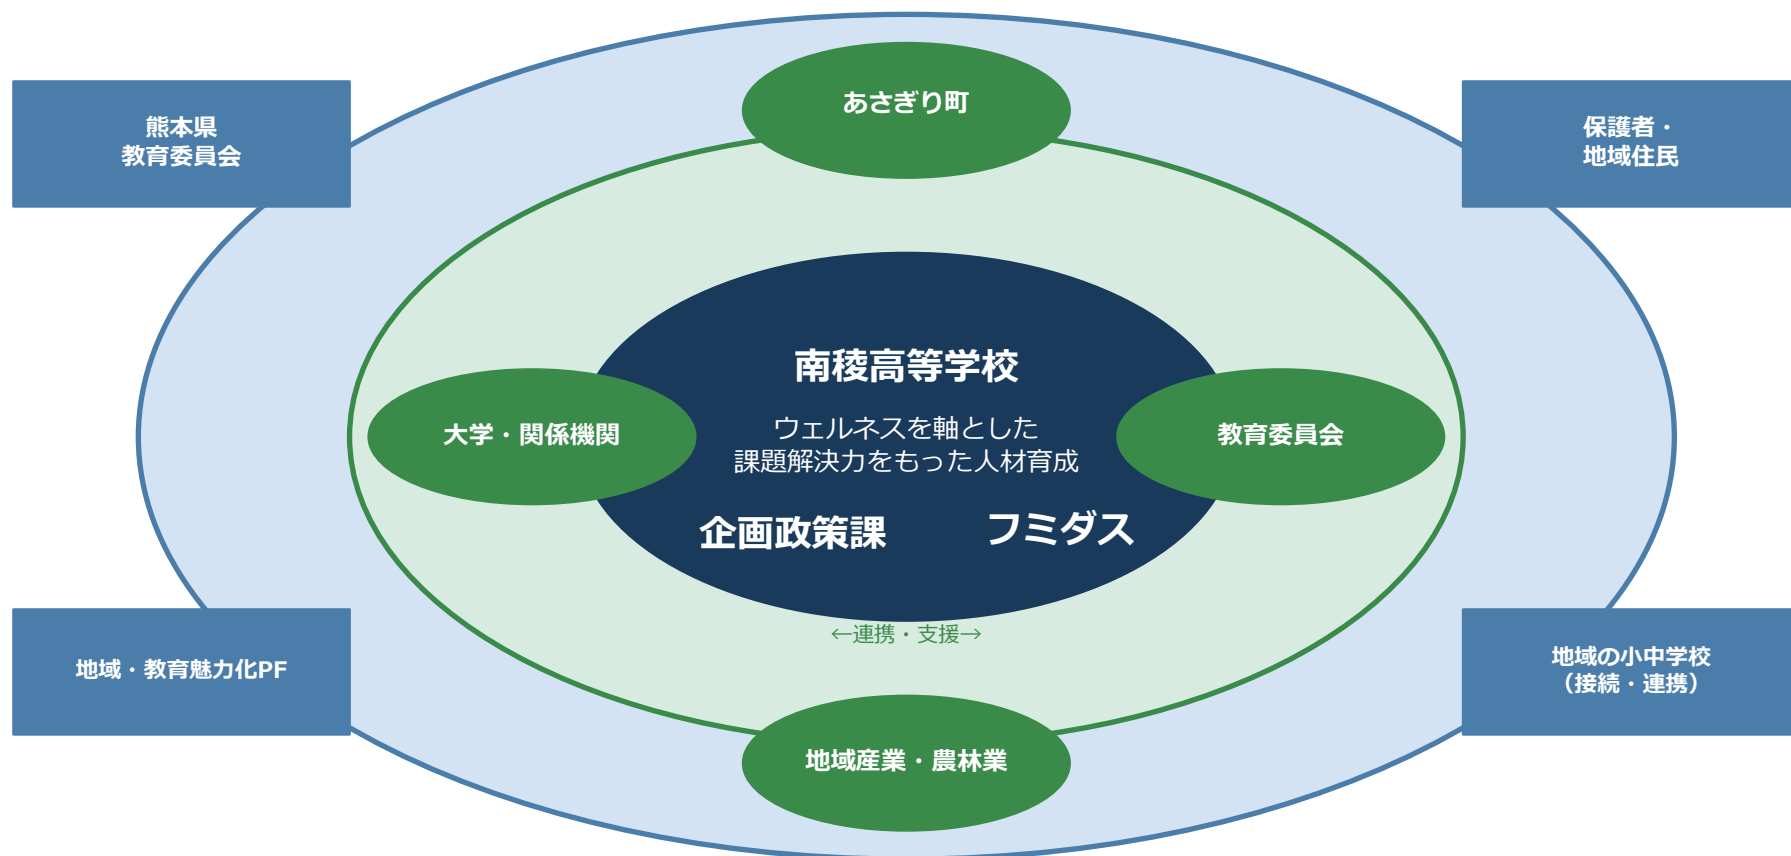 あさぎり町
熊本県
教育委員会
保護者・
地域住民
南稜高等学校
大学・関係機関
ウェルネスを軸とした
課題解決力をもった人材育成
教育委員会
企画政策課
フミダス
←連携・支援→
地域・教育魅力化PF
地域の小中学校
（接続・連携）
地域産業・農林業